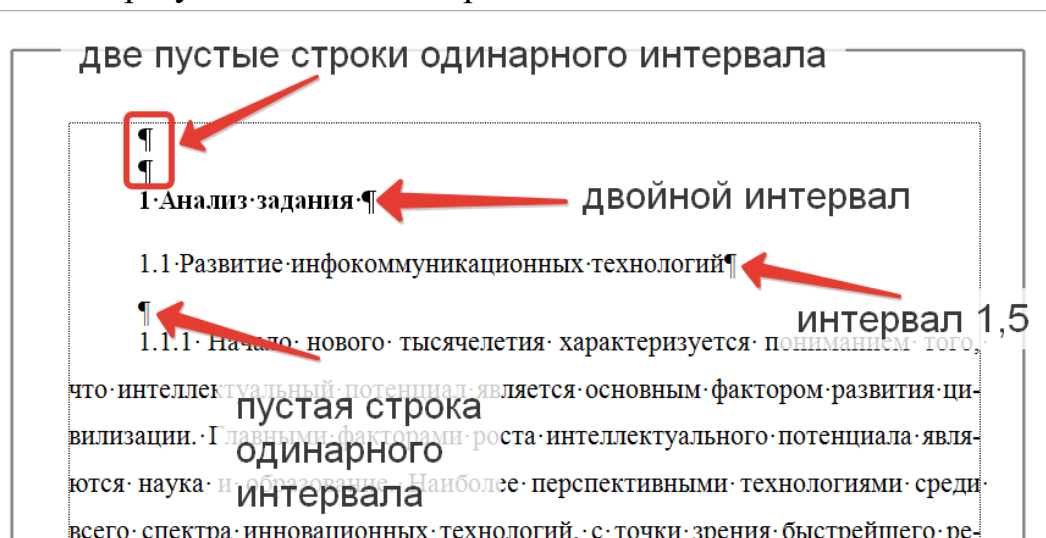 две пустые строки одинарного интервала
¶
¶
1·Анализ·задания·¶
двойной интервал
1.1·Развитие·инфокоммуникационных·технологий¶
¶
интервал 1,5
1.1.1· Начало· нового· тысячелетия· характеризуется· пониманием· того,·
что·интеллектуальный·потенциал·является·основным·фактором·развития·ци-
пустая строка
вилизации.·Главными·факторами·роста·интеллектуального·потенциала·явля-
одинарного
ются· наука· и·образование.·Наиболее·перспективными·технологиями·среди·
интервала
всего·спектра·инновационных·технологий,·с·точки·зрения·быстрейшего·ре-